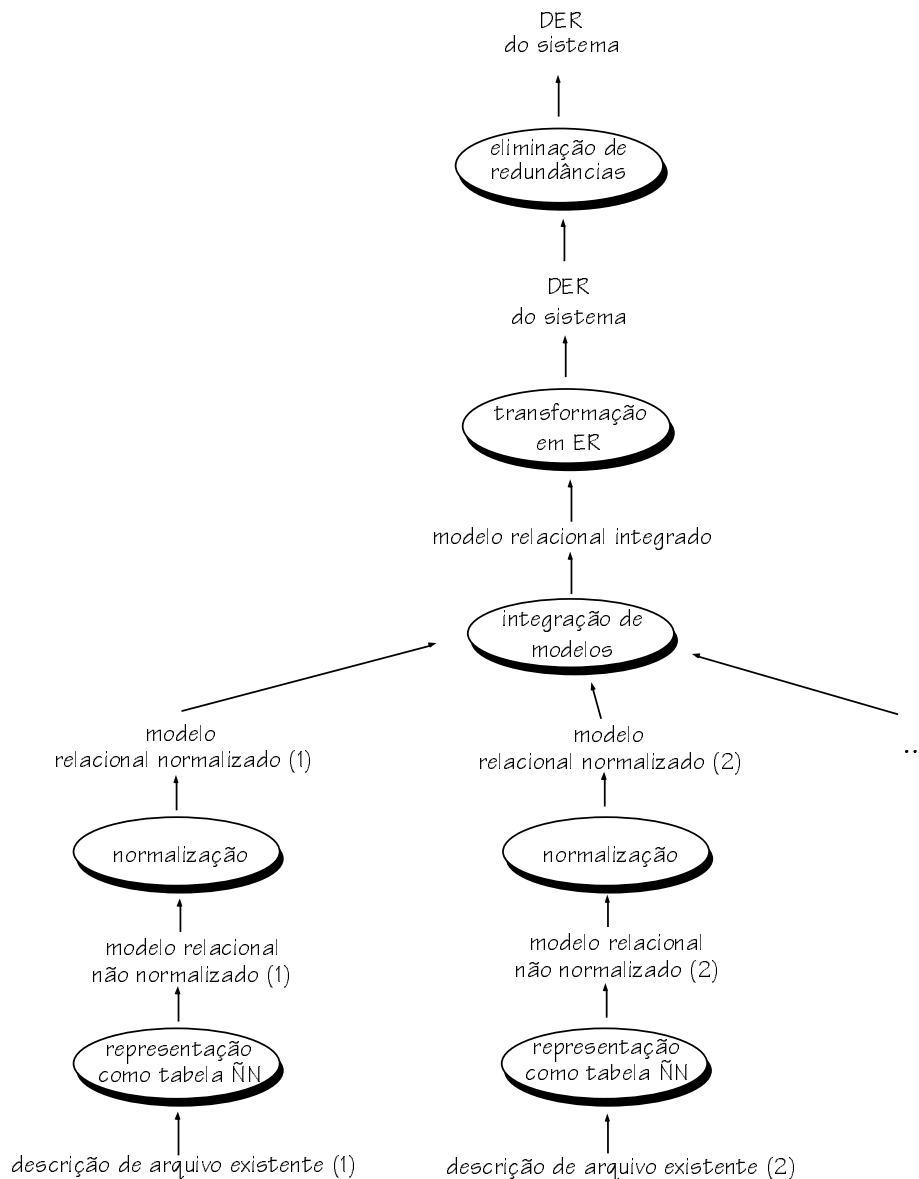 DER
do sistema
eliminação de
redundâncias
DER
do sistema
transformação
em ER
modelo relacional integrado
integração de
modelos
modelo
relacional normalizado (1)
modelo
relacional normalizado (2)
..
normalização
normalização
modelo relacional
não normalizado (1)
modelo relacional
não normalizado (2)
representação
como tabela ÑN
representação
como tabela ÑN
descrição de arquivo existente (1)
descrição de arquivo existente (2)